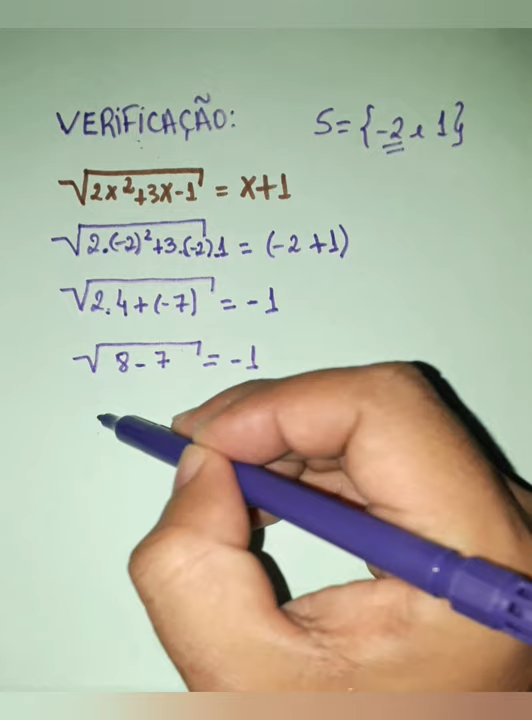 VERIFICAÇÃO: S={-2 e 1}
√2x²+3x-1 = x+1
√2.(-2)²+3.(-2)-1 = (-2+1)
√2.4+(-7) = -1
√8-7 = -1